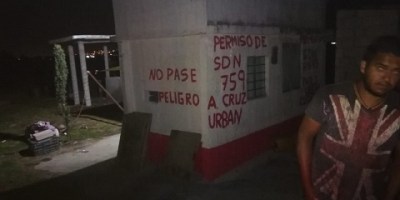 NO PASE
PELIGRO
PERMISO DE
SDN
759
A CRUZ
URBAN